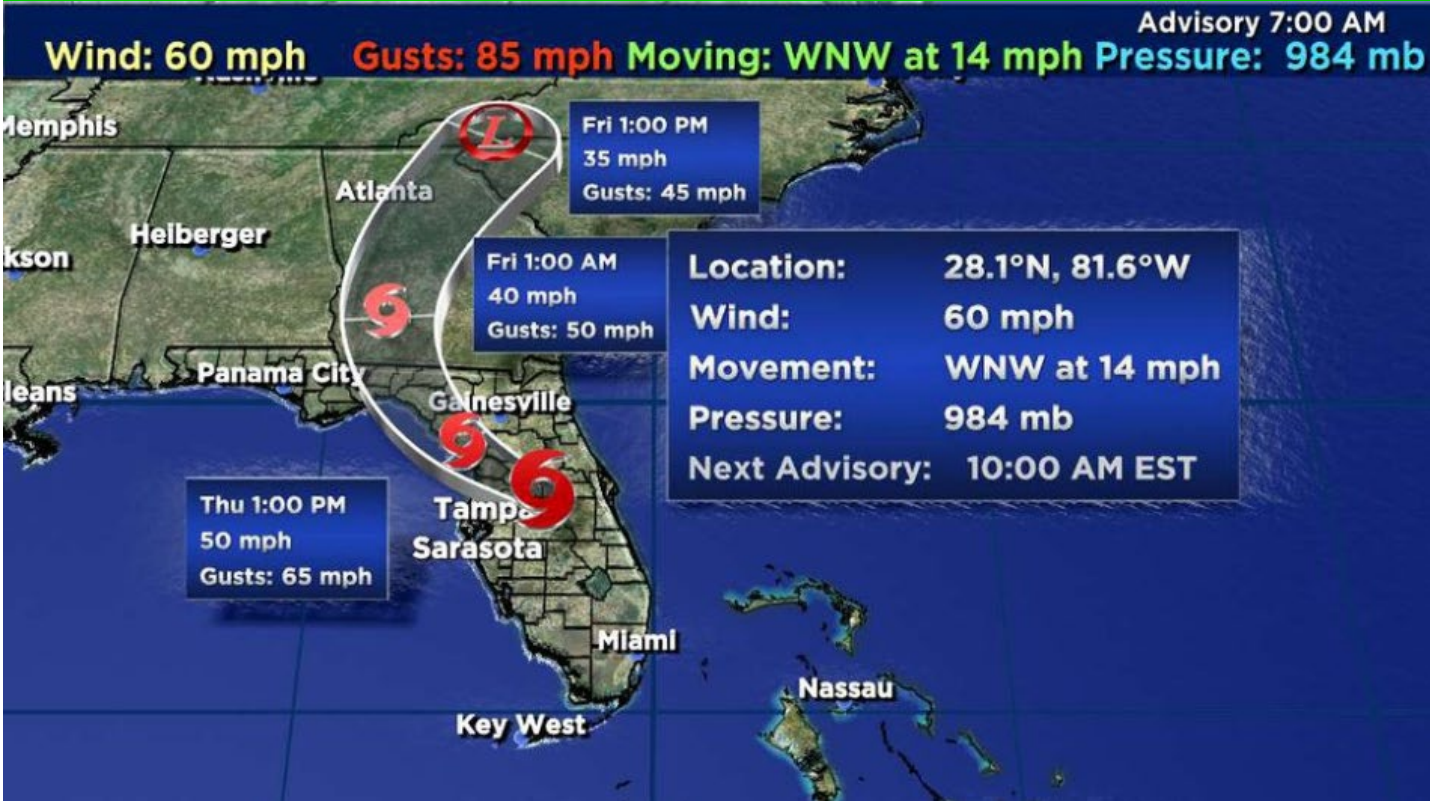 Advisory 7:00 AM
Wind: 60 mph Gusts: 85 mph Moving: WNW at 14 mph Pressure: 984 mb
Memphis
L
Fri 1:00 PM
35 mph
Gusts: 45 mph
Atlanta
Heiberger
kson
Fri 1:00 AM
40 mph
Gusts: 50 mph
Location: 28.1°N, 81.6°W
Wind: 60 mph
Movement: WNW at 14 mph
Pressure: 984 mb
Next Advisory: 10:00 AM EST
Panama City
leans
Gainesville
Thu 1:00 PM
50 mph
Gusts: 65 mph
Tampa
Sarasota
Miami
Nassau
Key West